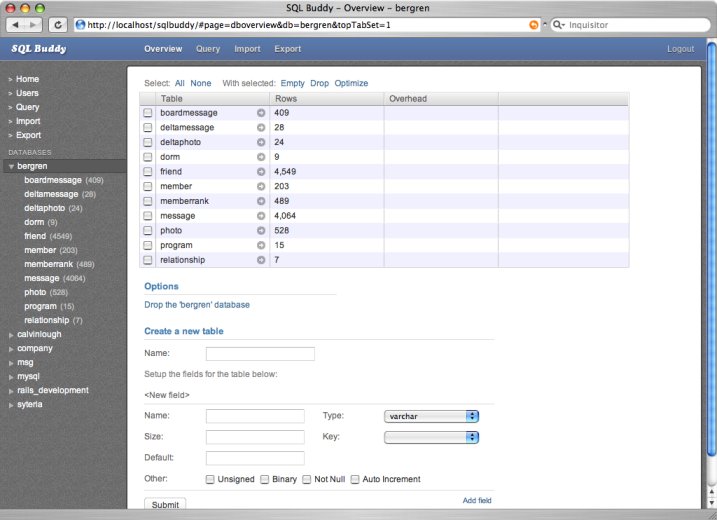 SQL Buddy – Overview – bergren
http://localhost/sqlbuddy/#page=dboverview&db=bergren&topTabSet=1
Inquisitor
SQL Buddy
Overview Query Import Export
Logout
Home
Users
Query
Import
Export
DATABASES
bergren
boardmessage (409)
deltamessage (28)
deltaphoto (24)
dorm (9)
friend (4549)
member (203)
memberrank (489)
message (4064)
photo (528)
program (15)
relationship (7)
calvinlough
company
msg
mysql
rails_development
syteria
Select: All None With selected: Empty Drop Optimize
Table Rows Overhead
boardmessage 409
deltamessage 28
deltaphoto 24
dorm 9
friend 4,549
member 203
memberrank 489
message 4,064
photo 528
program 15
relationship 7
Options
Drop the 'bergren' database
Create a new table
Name:
Setup the fields for the table below:
<New field>
Name: Type: varchar
Size: Key:
Default:
Other: Unsigned Binary Not Null Auto Increment
Submit
Add field